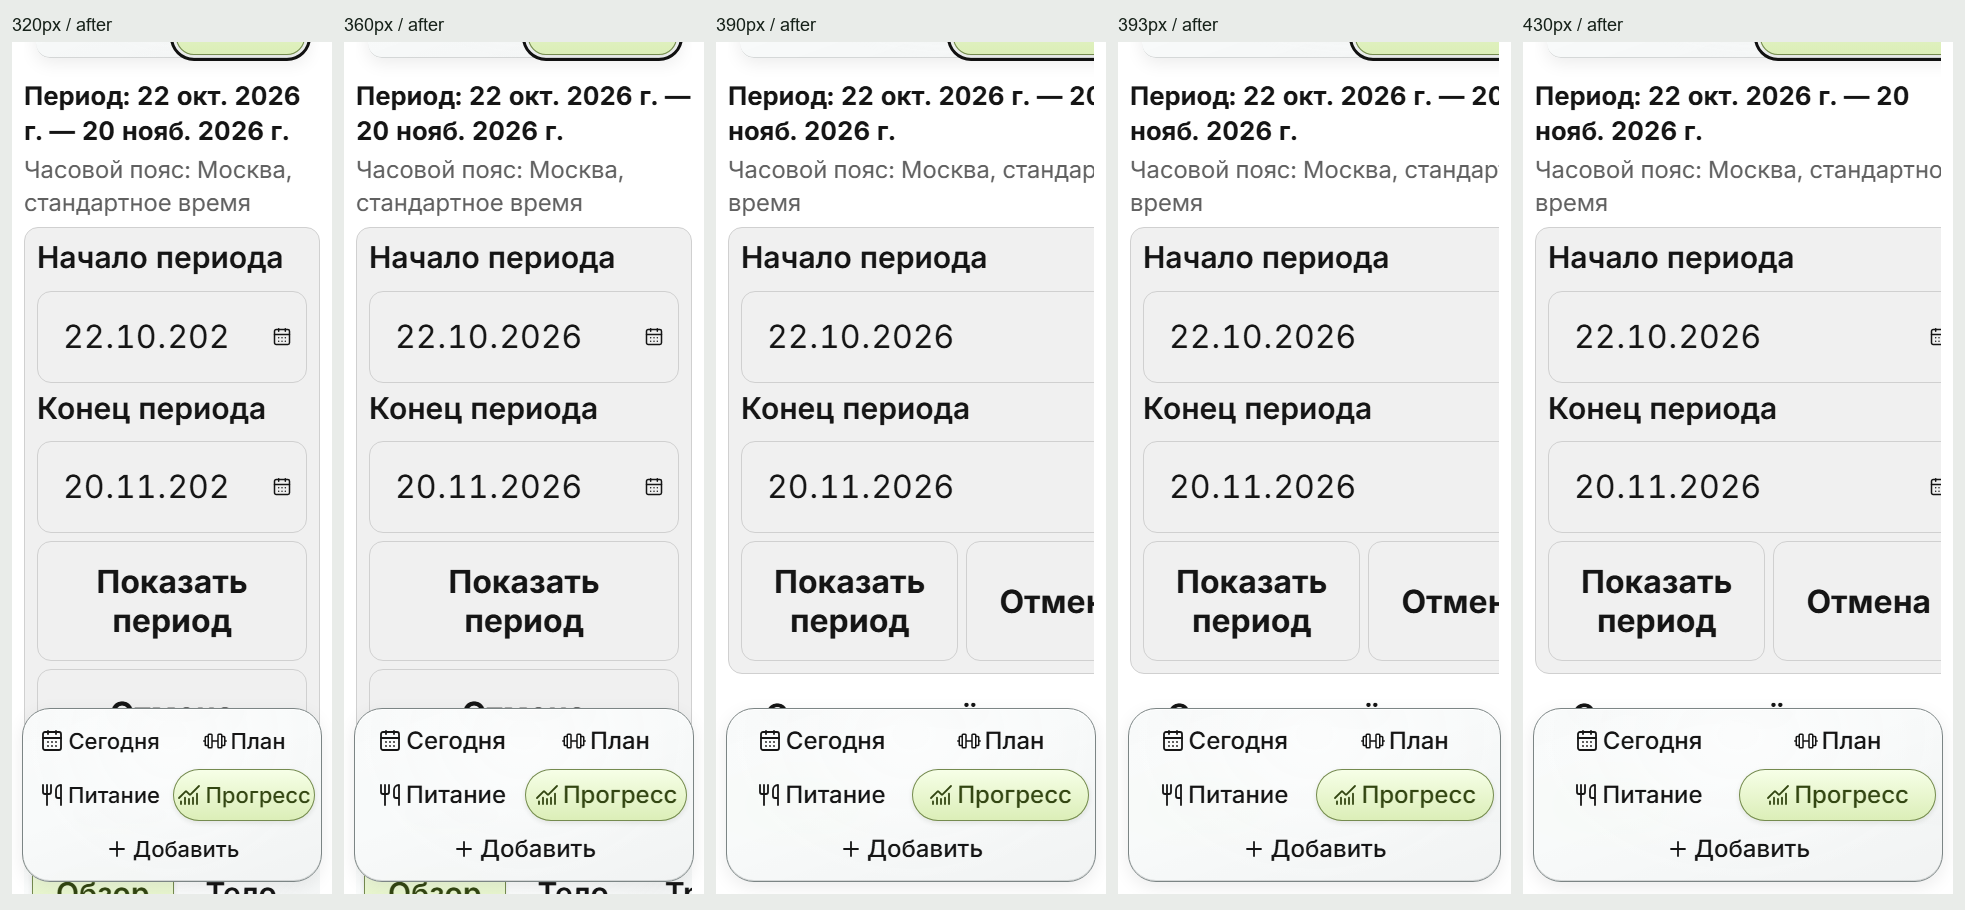 320px / after
Период: 22 окт. 2026
г. — 20 нояб. 2026 г.
Часовой пояс: Москва,
стандартное время
Начало периода
22.10.202
Конец периода
20.11.202
Показать
период
Сегодня
План
Питание
Прогресс
+ Добавить
Обзор
Тело
360px / after
Период: 22 окт. 2026 г. —
20 нояб. 2026 г.
Часовой пояс: Москва,
стандартное время
Начало периода
22.10.2026
Конец периода
20.11.2026
Показать
период
Сегодня
План
Питание
Прогресс
+ Добавить
Обзор
Тело
390px / after
Период: 22 окт. 2026 г. — 20
нояб. 2026 г.
Часовой пояс: Москва, стандар
время
Начало периода
22.10.2026
Конец периода
20.11.2026
Показать
период
Отмен
Сегодня
План
Питание
Прогресс
+ Добавить
393px / after
Период: 22 окт. 2026 г. — 20
нояб. 2026 г.
Часовой пояс: Москва, стандар
время
Начало периода
22.10.2026
Конец периода
20.11.2026
Показать
период
Отмен
Сегодня
План
Питание
Прогресс
+ Добавить
430px / after
Период: 22 окт. 2026 г. — 20
нояб. 2026 г.
Часовой пояс: Москва, стандартно
время
Начало периода
22.10.2026
Конец периода
20.11.2026
Показать
период
Отмена
Сегодня
План
Питание
Прогресс
+ Добавить